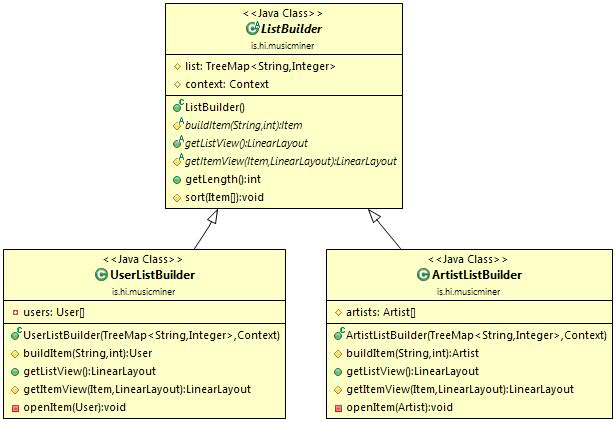 <<Java Class>>
ListBuilder
is.hi.musicminer
list: TreeMap<String,Integer>
context: Context
ListBuilder()
buildItem(String,int):Item
getListView():LinearLayout
getItemView(Item,LinearLayout):LinearLayout
getLength():int
sort(Item[]):void
<<Java Class>>
UserListBuilder
is.hi.musicminer
users: User[]
UserListBuilder(TreeMap<String,Integer>,Context)
buildItem(String,int):User
getListView():LinearLayout
getItemView(Item,LinearLayout):LinearLayout
openItem(User):void
<<Java Class>>
ArtistListBuilder
is.hi.musicminer
artists: Artist[]
ArtistListBuilder(TreeMap<String,Integer>,Context)
buildItem(String,int):Artist
getListView():LinearLayout
getItemView(Item,LinearLayout):LinearLayout
openItem(Artist):void